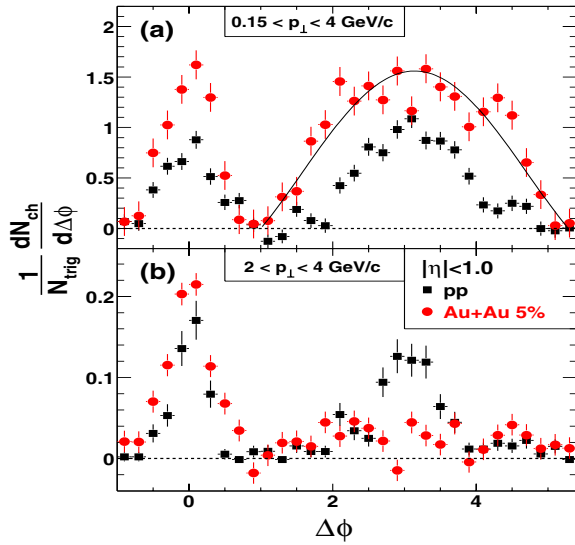 (a)
0.15 < p⊥ < 4 GeV/c
2
1.5
1
0.5
0
1/N_trig dN_ch/dΔϕ
(b)
2 < p⊥ < 4 GeV/c
|η|<1.0
pp
Au+Au 5%
0.2
0.1
0
0 2 4
Δϕ